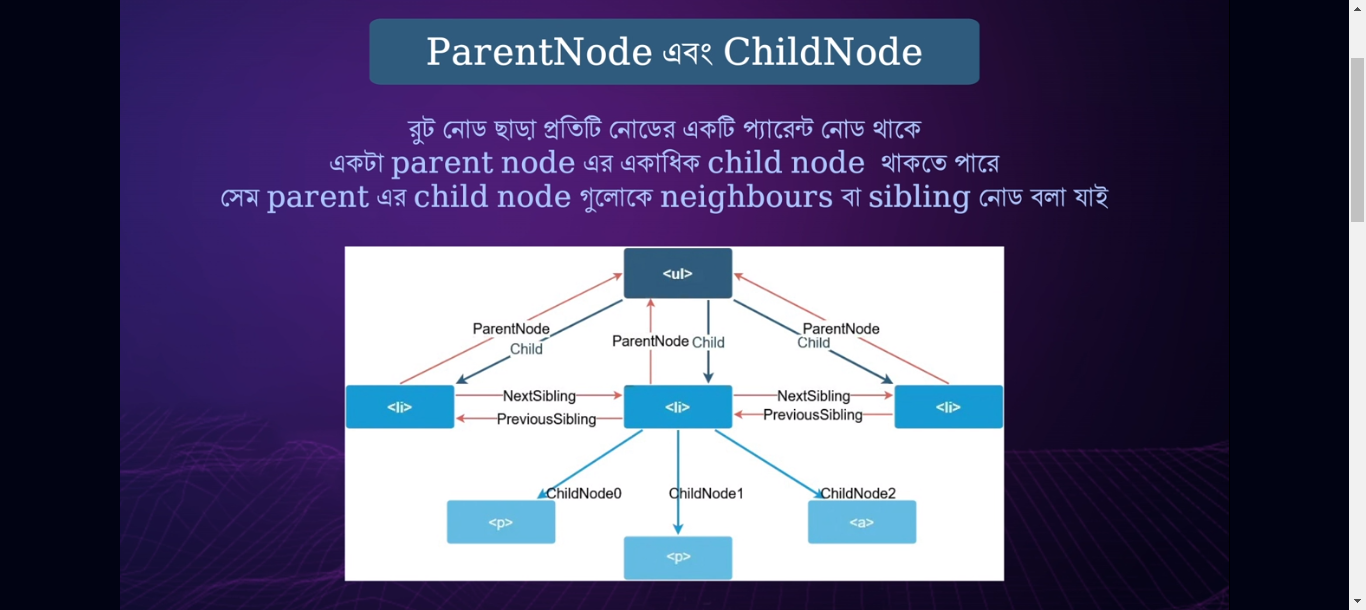 ParentNode এবং ChildNode
রুট নোড ছাড়া প্রতিটি নোডের একটি প্যারেন্ট নোড থাকে
একটা parent node এর একাধিক child node থাকতে পারে
সেম parent এর child node গুলোকে neighbours বা sibling নোড বলা যাই
<ul>
ParentNode
Child
ParentNode
Child
ParentNode
Child
<li>
NextSibling
PreviousSibling
<li>
NextSibling
PreviousSibling
<li>
ChildNode0
ChildNode1
ChildNode2
<p>
<p>
<a>